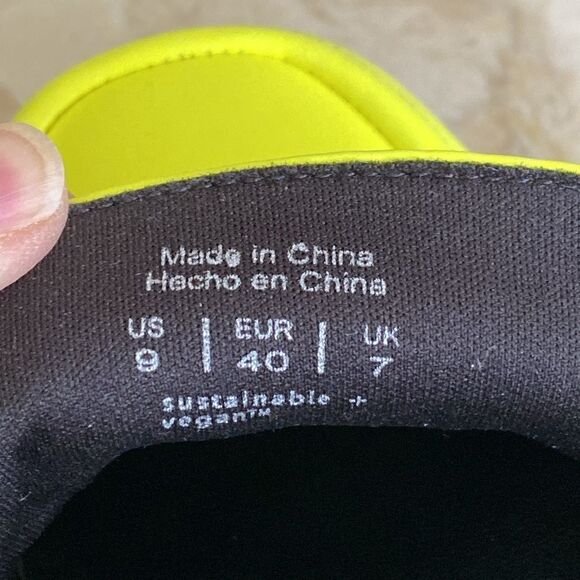 Made in China
Hecho en China
US | EUR | UK
9 | 40 | 7
sustainable +
vegan™